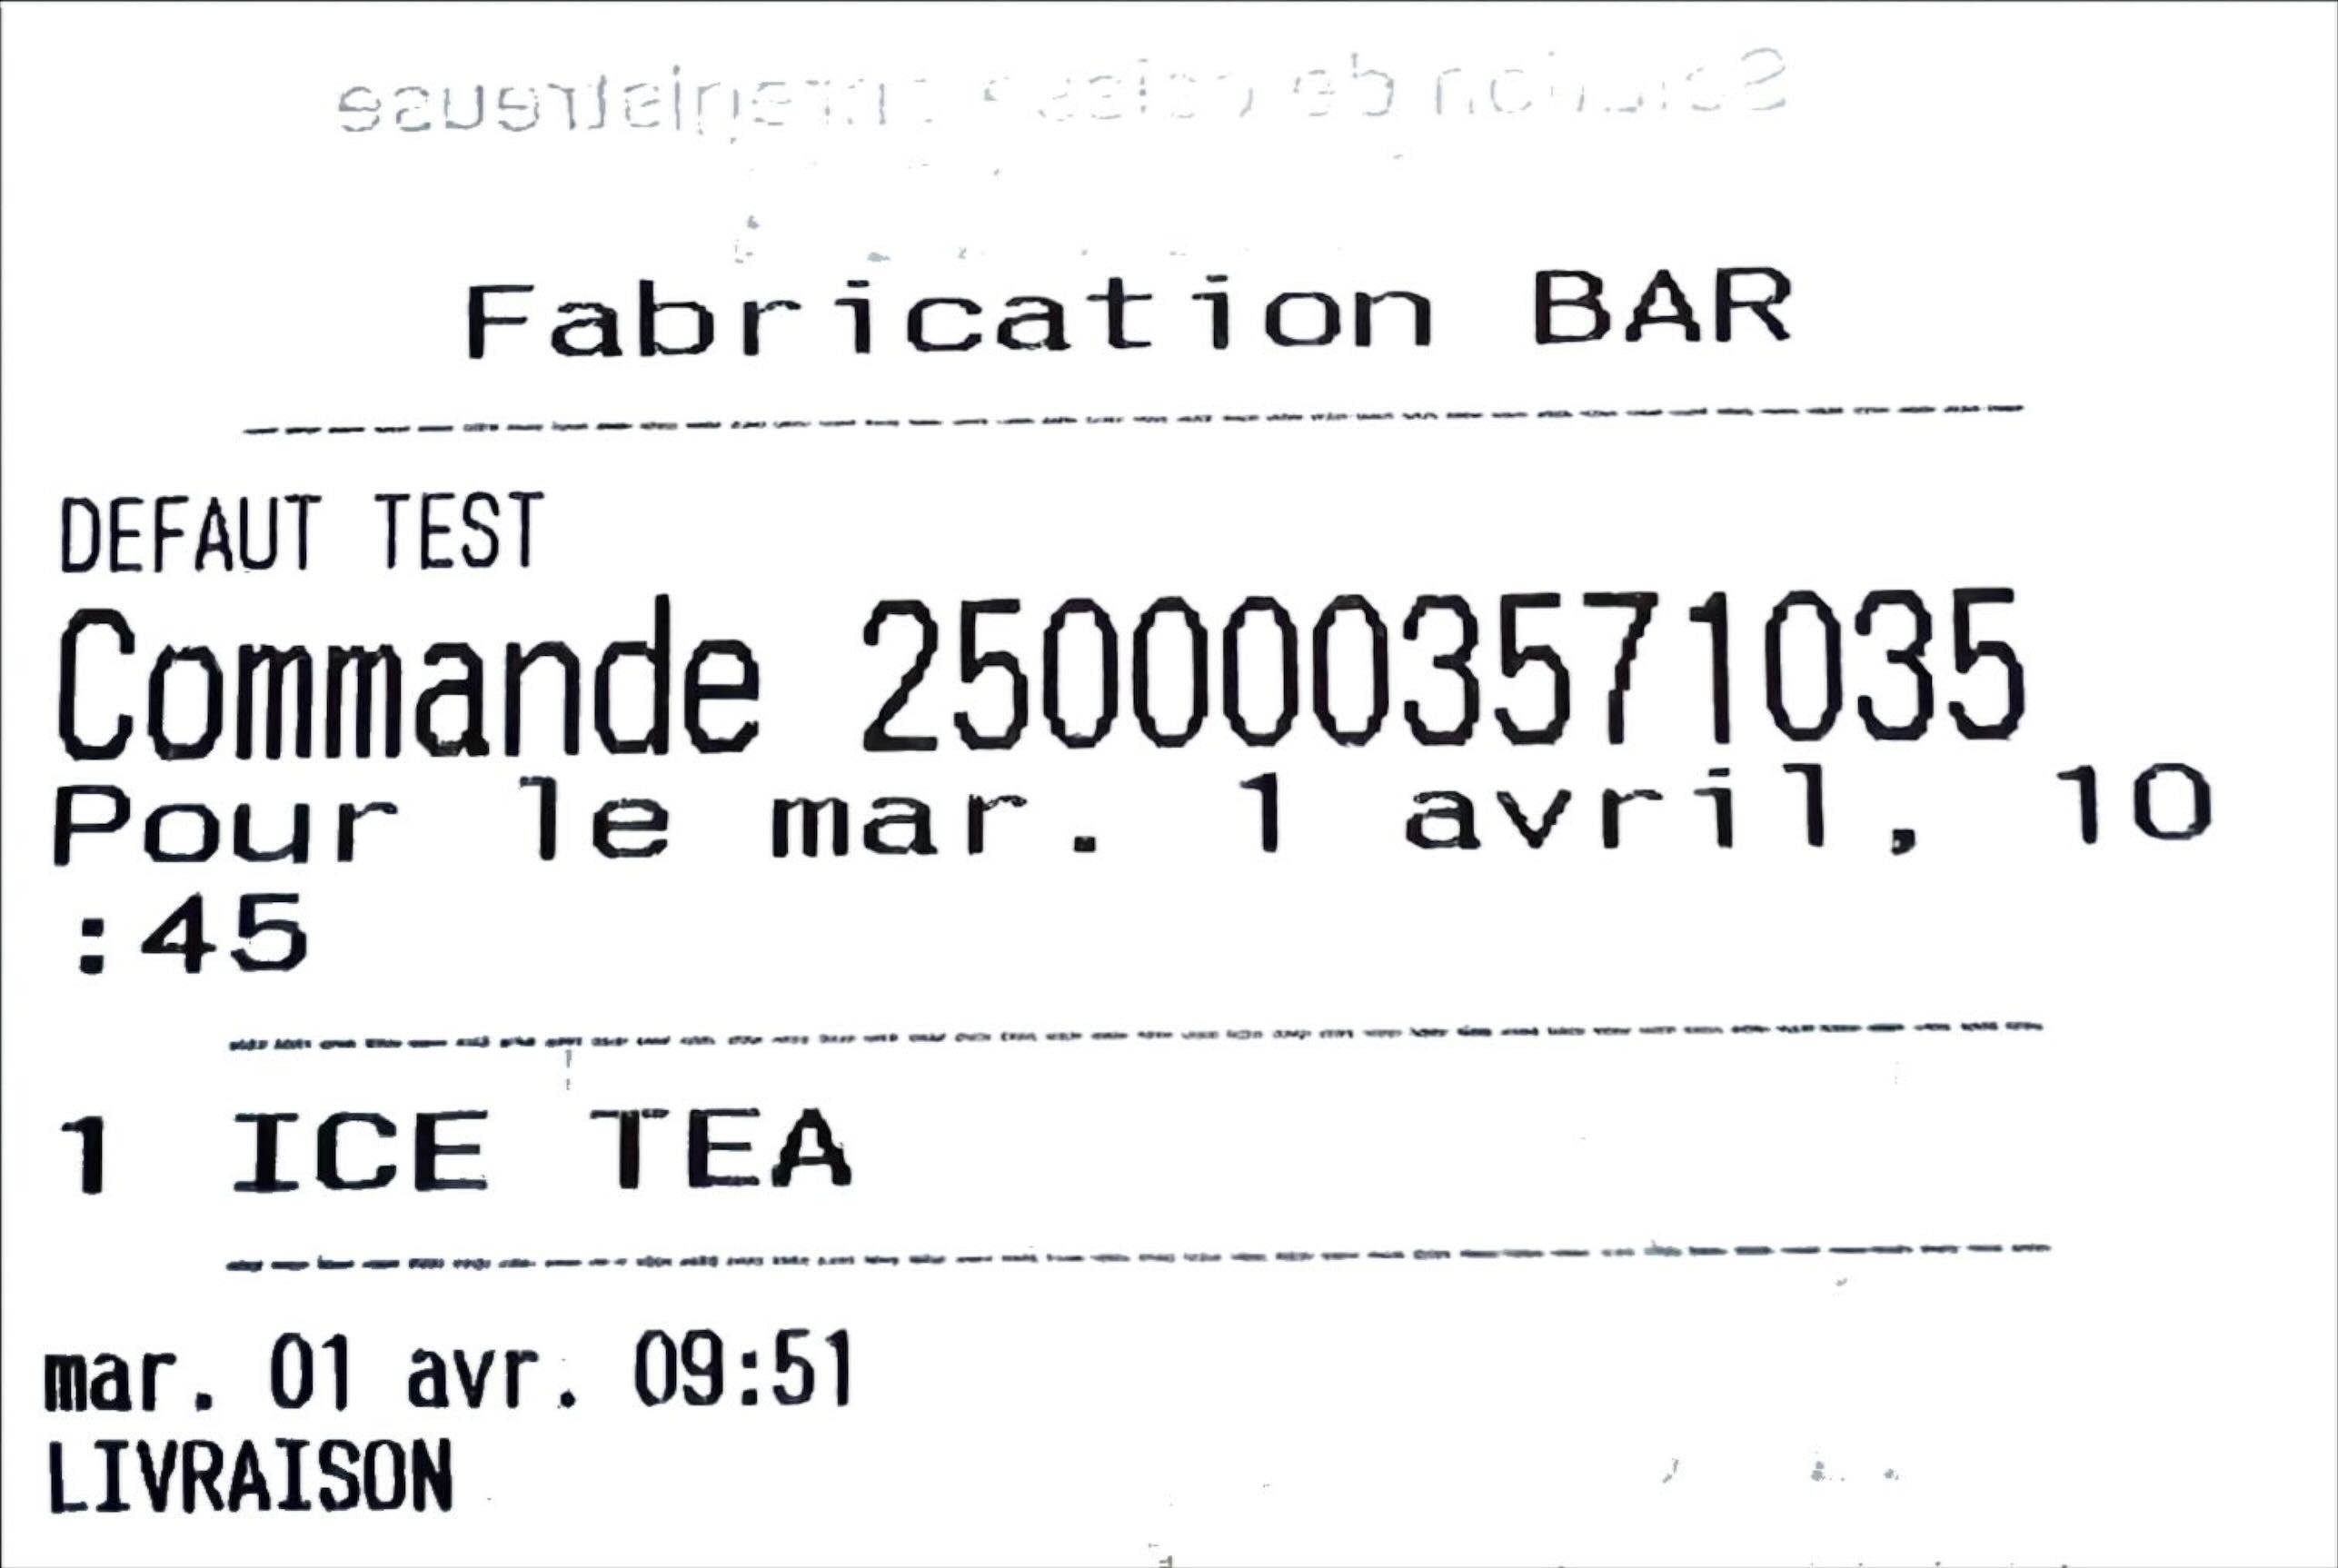 Fabrication BAR
DEFAUT TEST
Commande 2500003571035
Pour le mar. 1 avril, 10
:45
1 ICE TEA
mar. 01 avr. 09:51
LIVRAISON